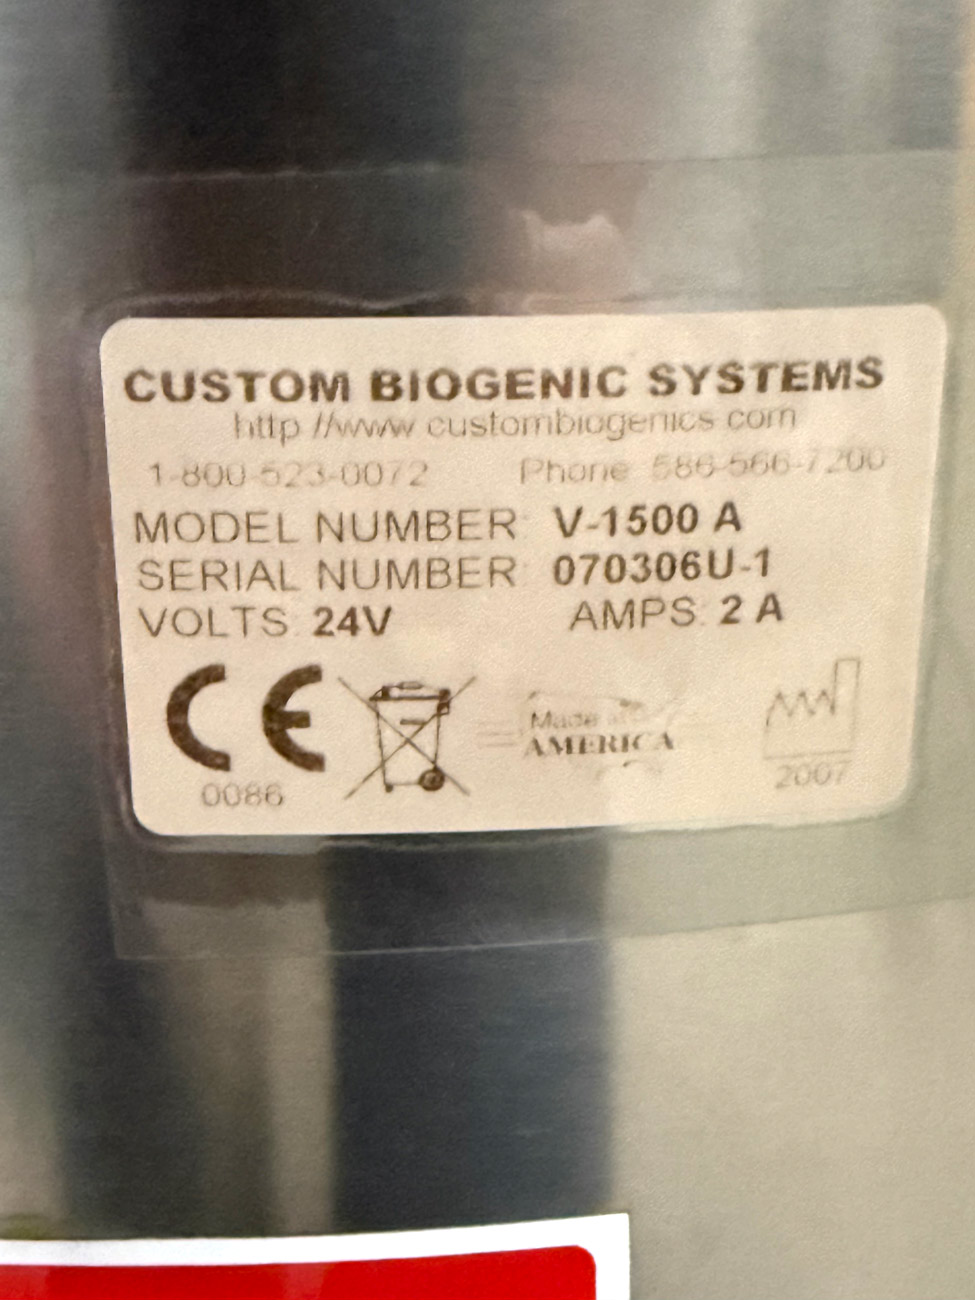 CUSTOM BIOGENIC SYSTEMS
http://www.custombiogenics.com
1-800-523-0072 Phone 586-566-7200
MODEL NUMBER: V-1500 A
SERIAL NUMBER: 070306U-1
VOLTS: 24V AMPS: 2 A
CE
0086
Made in
AMERICA
2007